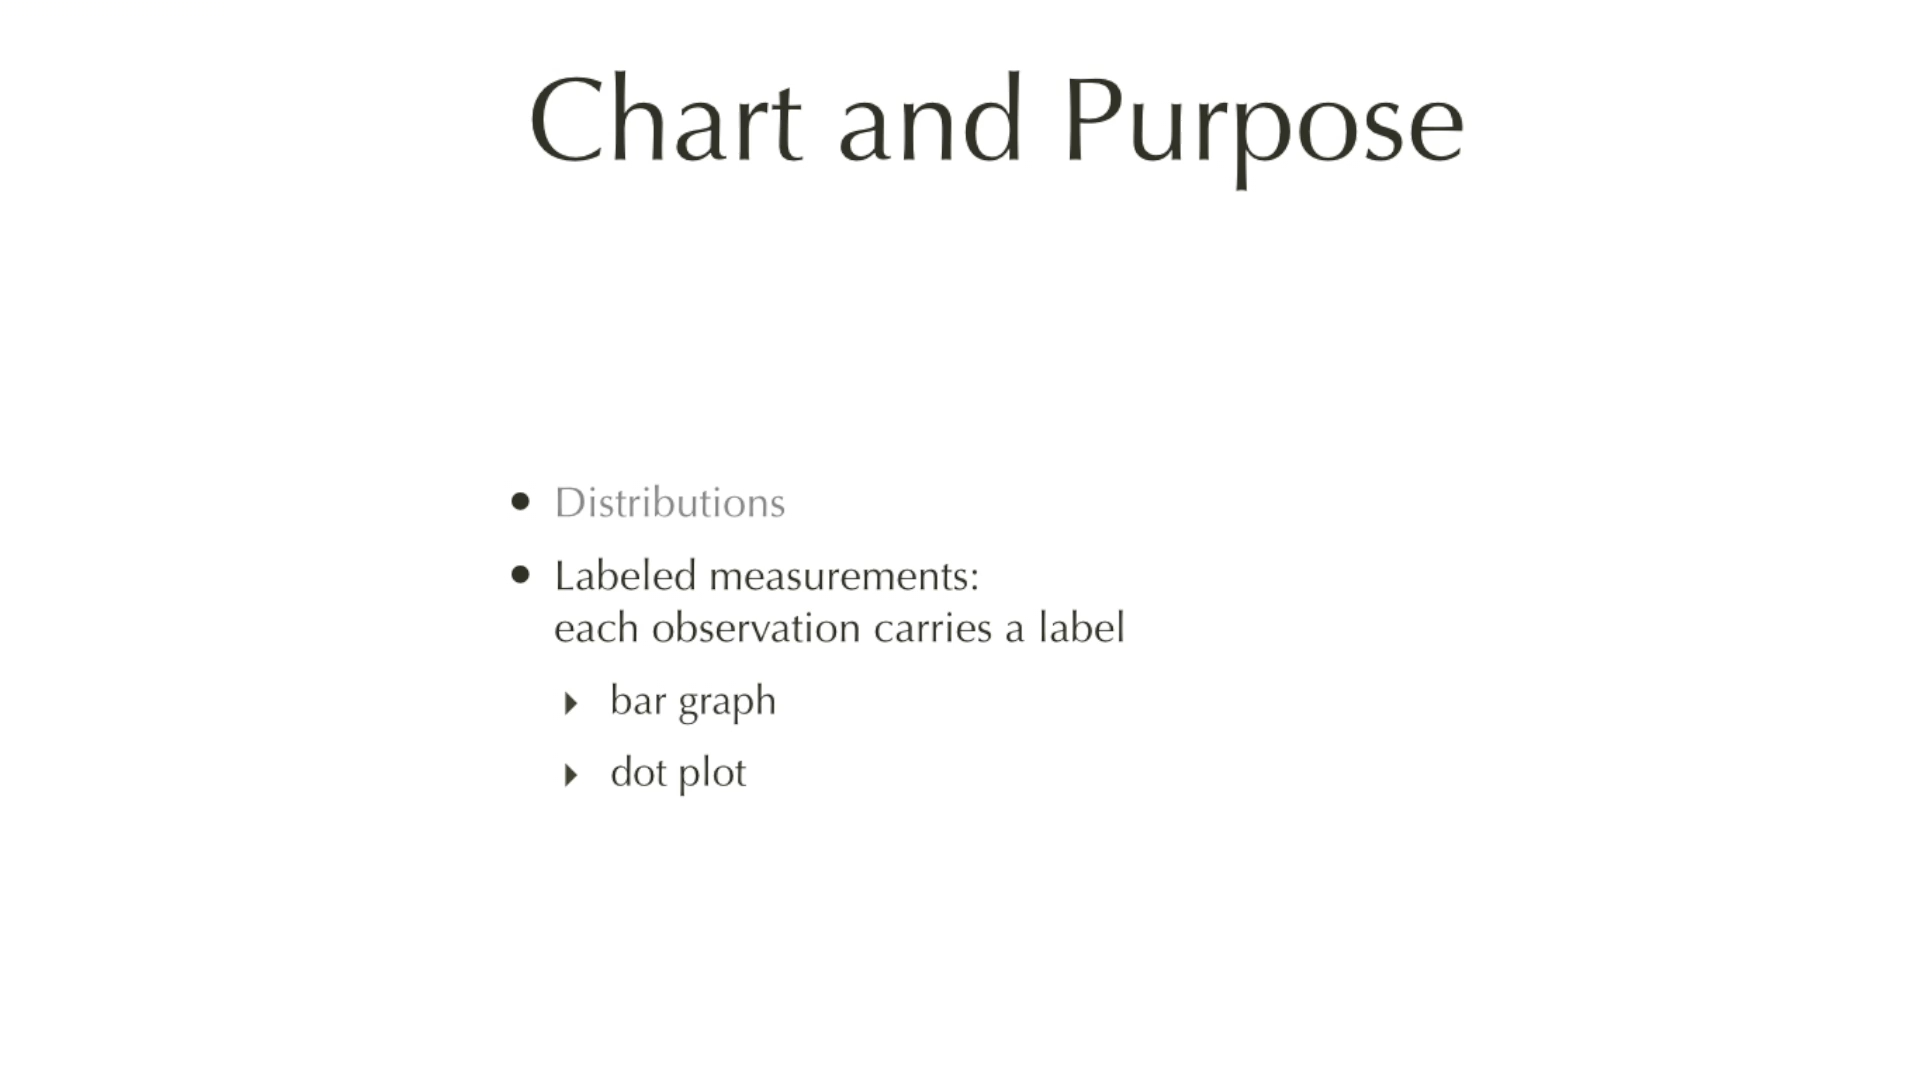 Chart and Purpose
• Distributions
• Labeled measurements:
each observation carries a label
‣ bar graph
‣ dot plot